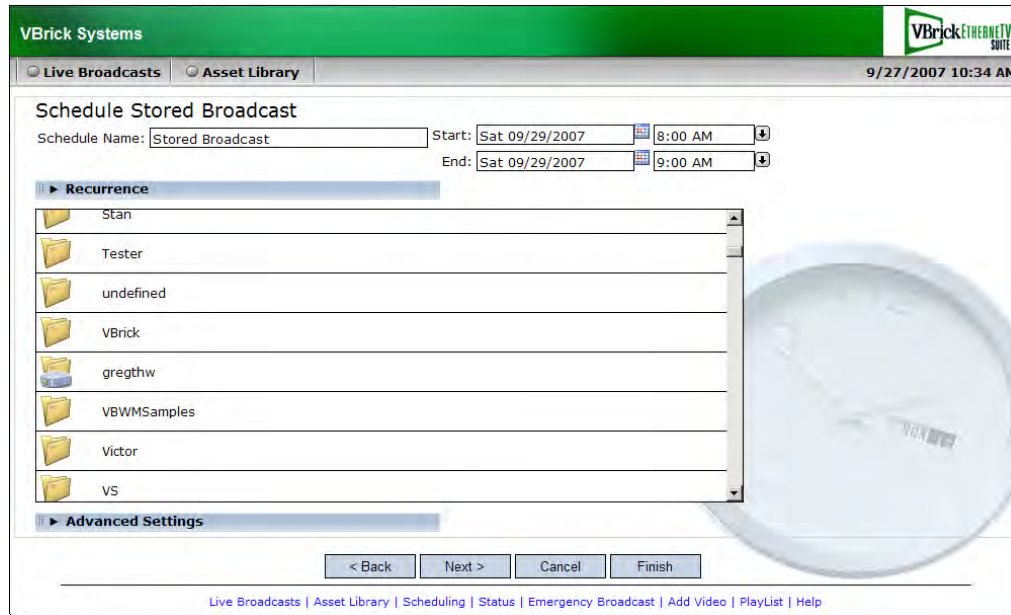 VBrick Systems
VBrick ETHERNETV
SUITE
Live Broadcasts
Asset Library
9/27/2007 10:34 AM
Schedule Stored Broadcast
Schedule Name: Stored Broadcast
Start: Sat 09/29/2007 8:00 AM
End: Sat 09/29/2007 9:00 AM
Recurrence
Stan
Tester
undefined
VBrick
gregthw
VBWMSamples
Victor
VS
Advanced Settings
< Back
Next >
Cancel
Finish
Live Broadcasts | Asset Library | Scheduling | Status | Emergency Broadcast | Add Video | PlayList | Help